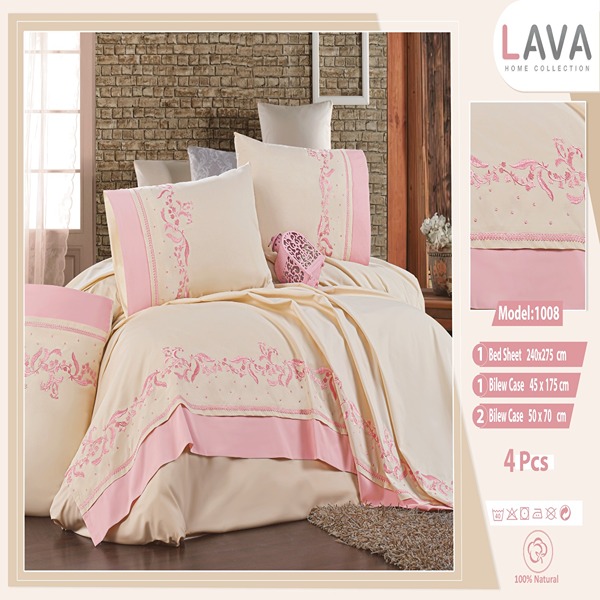 LAVA
HOME COLLECTION
Model:1008
1 Bed Sheet 240x275 cm
1 Bilew Case 45 x 175 cm
2 Bilew Case 50 x 70 cm
4 Pcs
40
100% Natural